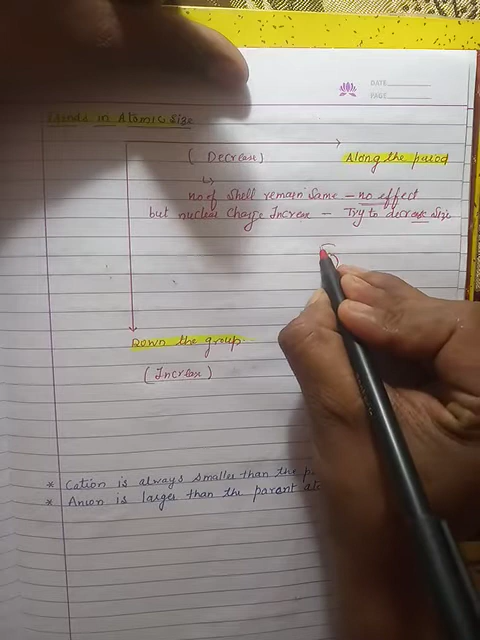 DATE
PAGE
Trends in Atomic Size
( Decrease)
Along the period
no of Shell remain Same - no effect
but nuclear Charge Increase - Try to decrease Size
Down the group
(Increase)
* Cation is always smaller than the
* Anion is larger than the parant